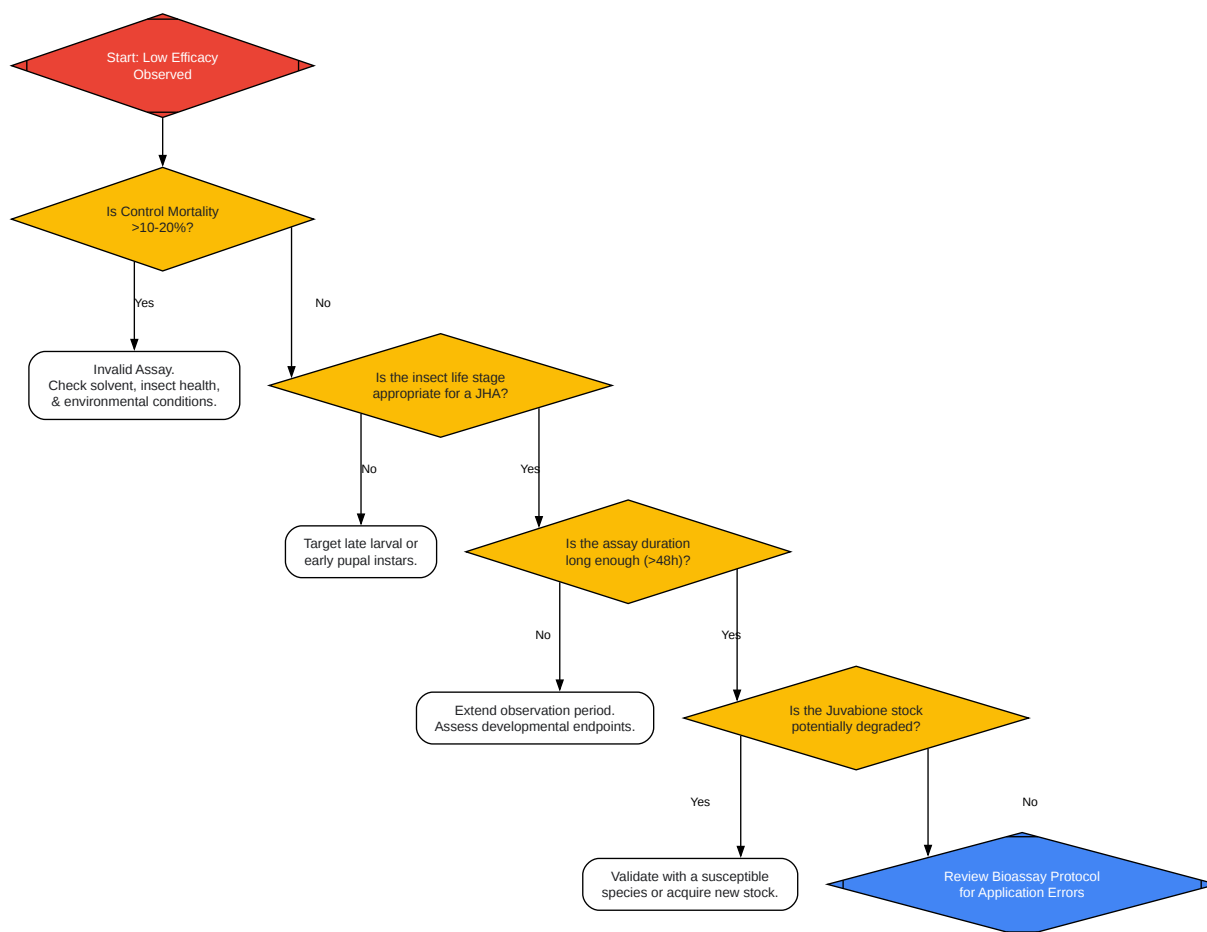 Start: Low Efficacy
Observed
Is Control Mortality
>10-20%?
Yes
No
Invalid Assay.
Check solvent, insect health,
& environmental conditions.
Is the insect life stage
appropriate for a JHA?
No
Yes
Target late larval or
early pupal instars.
Is the assay duration
long enough (>48h)?
No
Yes
Extend observation period.
Assess developmental endpoints.
Is the Juvabione stock
potentially degraded?
Yes
No
Validate with a susceptible
species or acquire new stock.
Review Bioassay Protocol
for Application Errors